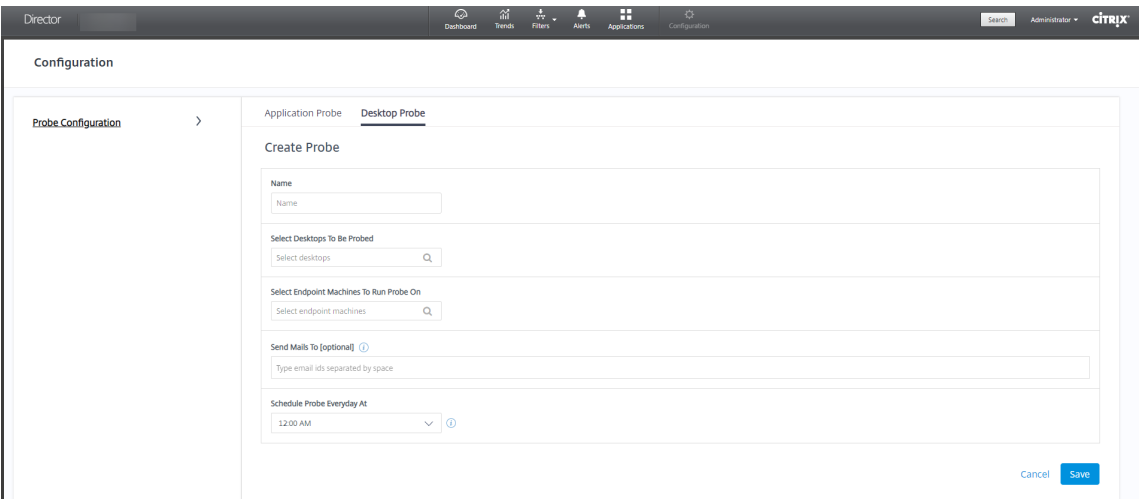 Director
Dashboard Trends Filters Alerts Applications Configuration
Search Administrator CİTRIX
Configuration
Probe Configuration
Application Probe Desktop Probe
Create Probe
Name
Name
Select Desktops To Be Probed
Select desktops
Select Endpoint Machines To Run Probe On
Select endpoint machines
Send Mails To [optional]
Type email ids separated by space
Schedule Probe Everyday At
12:00 AM
Cancel Save